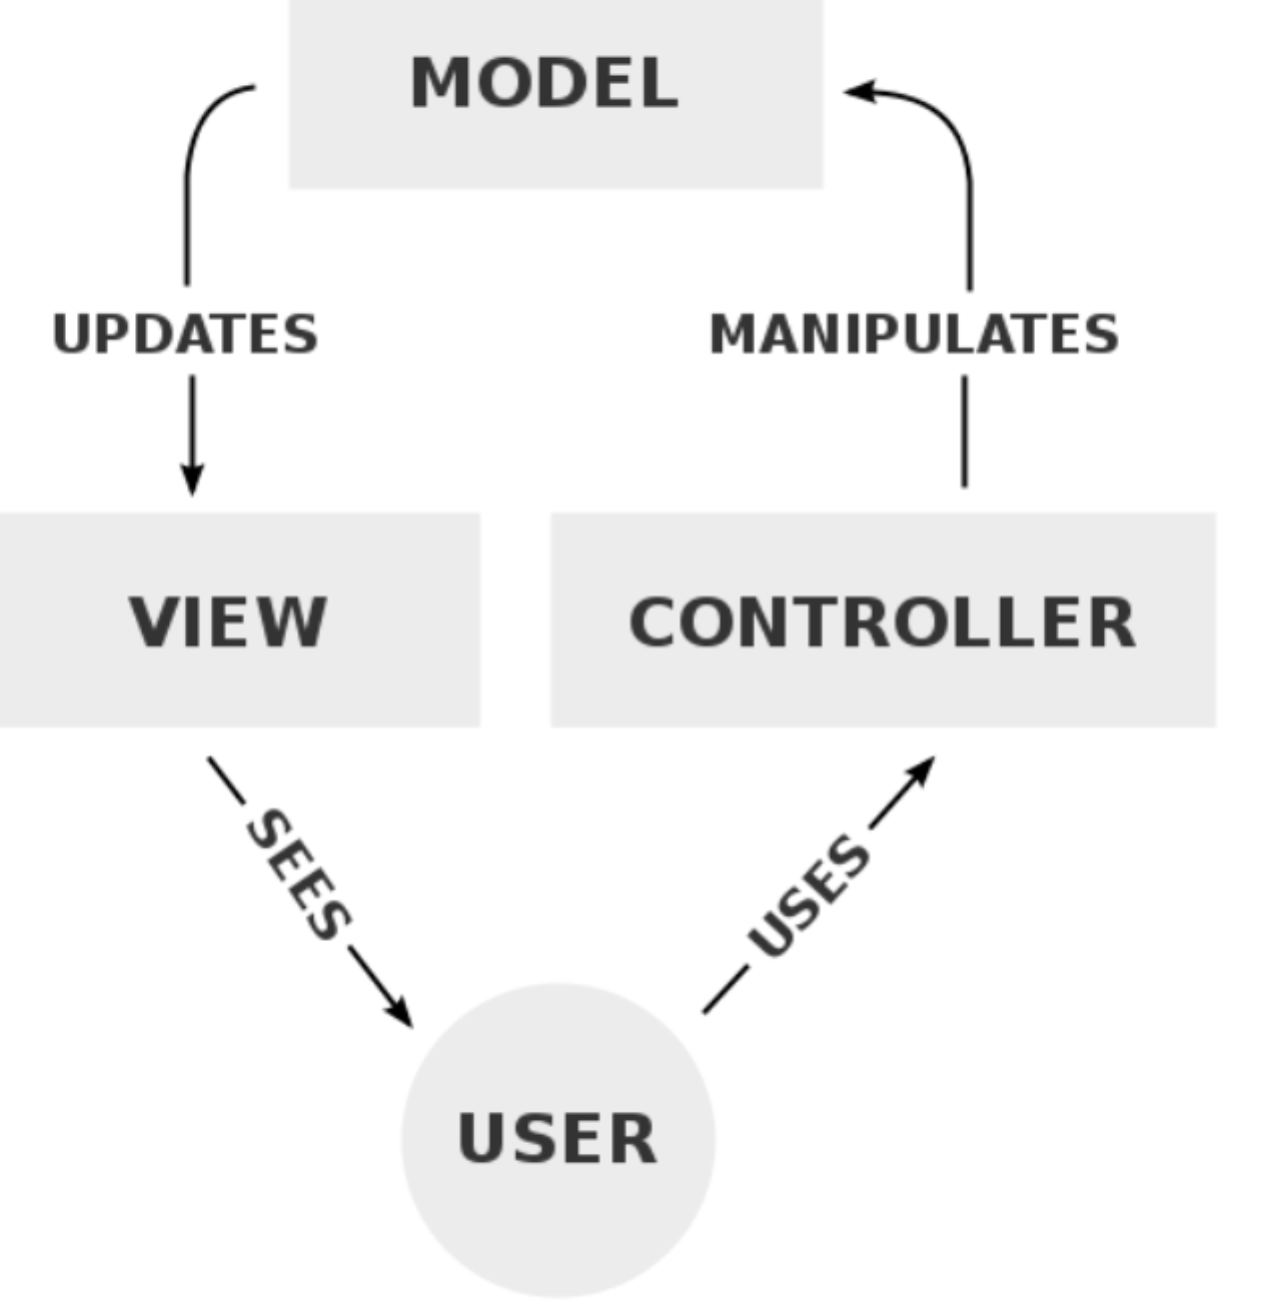 MODEL
UPDATES
MANIPULATES
VIEW
CONTROLLER
SEES
USES
USER